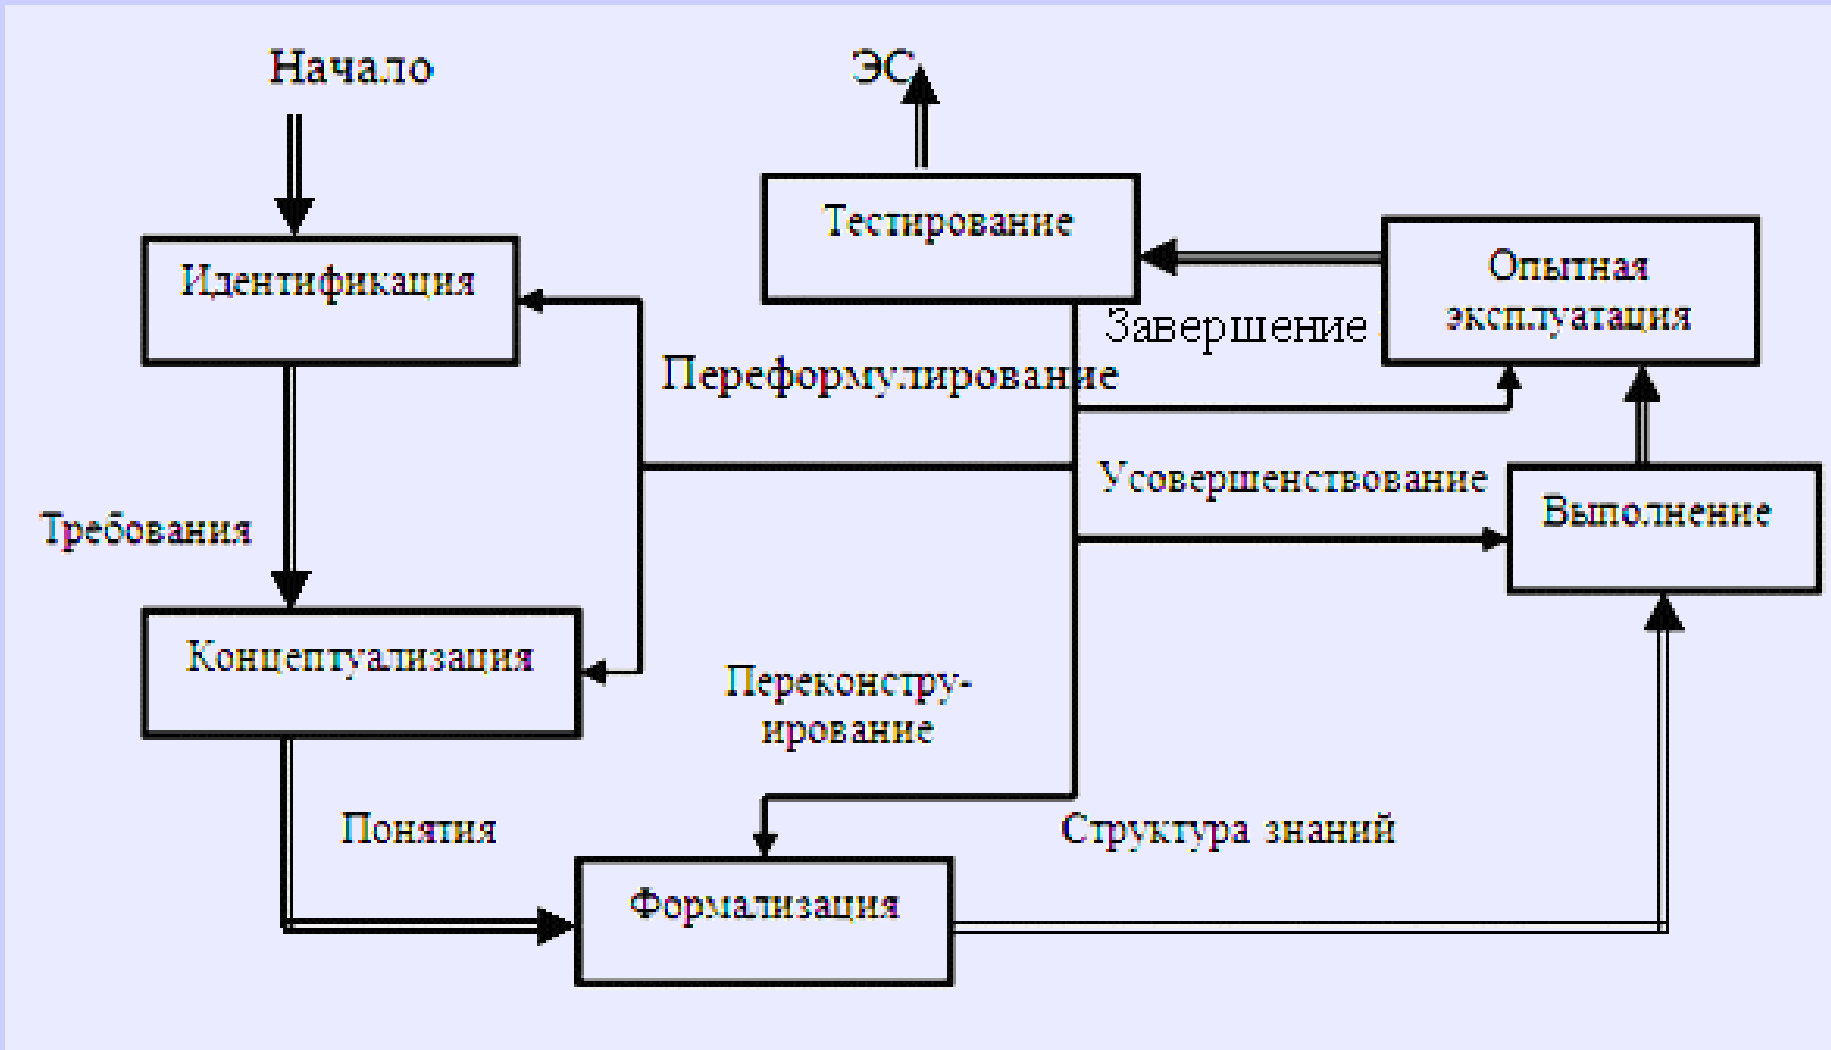 Начало
ЭС
Тестирование
Идентификация
Опытная
эксплуатация
Завершение
Переформулирование
Усовершенствование
Выполнение
Требования
Концептуализация
Переконстру-
ирование
Понятия
Структура знаний
Формализация